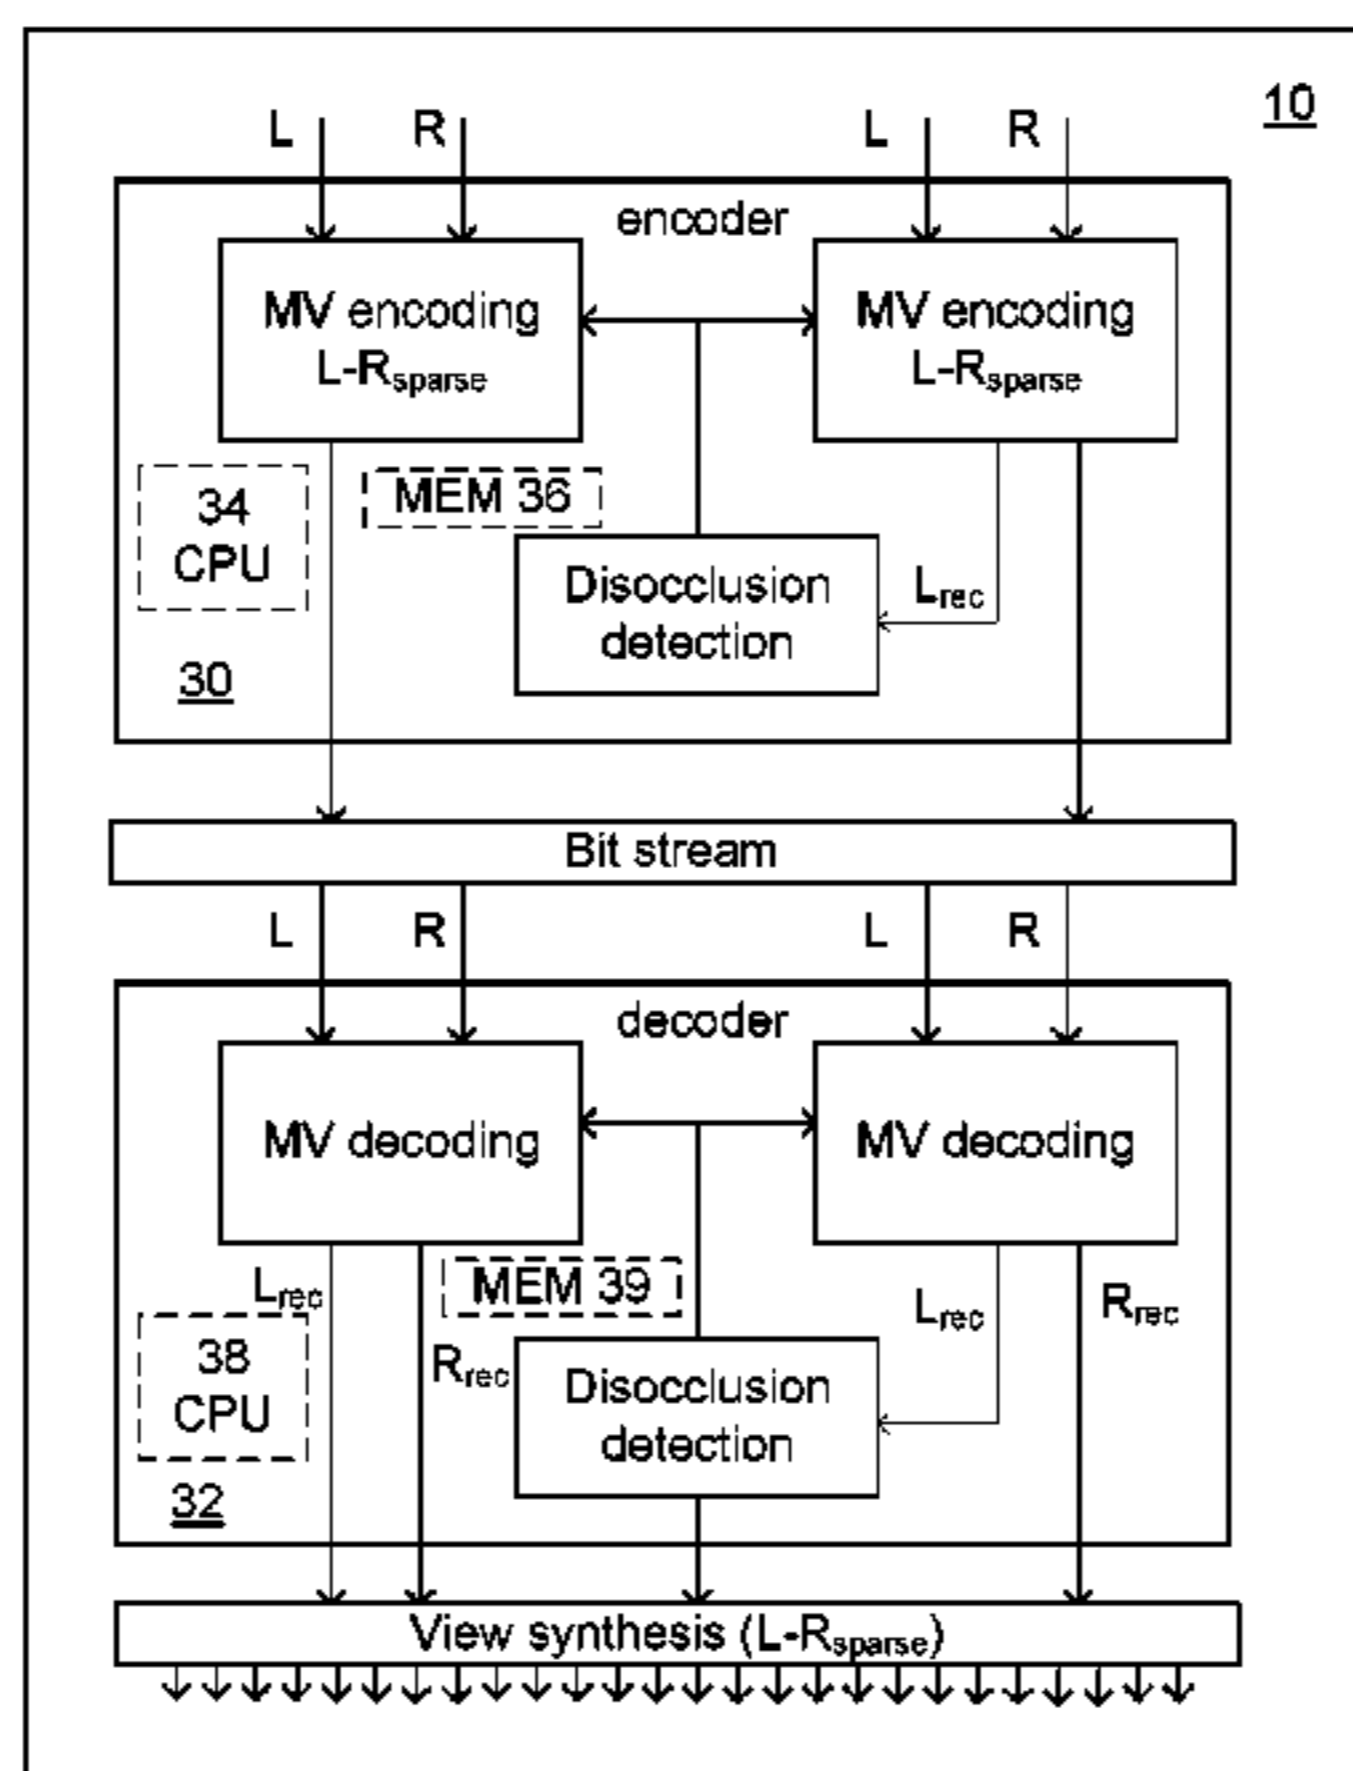 10
L R L R
encoder
MV encoding
L-Rsparse
MV encoding
L-Rsparse
34
CPU
MEM 36
Disocclusion
detection
Lrec
30
Bit stream
L R L R
decoder
MV decoding
MV decoding
Lrec
MEM 39
Lrec
Rrec
38
CPU
Rrec
Disocclusion
detection
32
View synthesis (L-Rsparse)